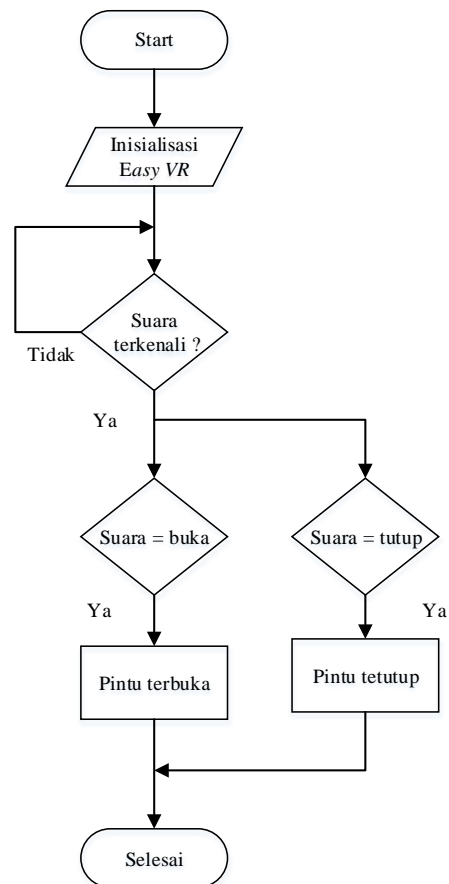 Start
Inisialisasi
Easy VR
Suara
terkenali ?
Tidak
Ya
Suara = buka
Suara = tutup
Ya
Ya
Pintu terbuka
Pintu tetutup
Selesai